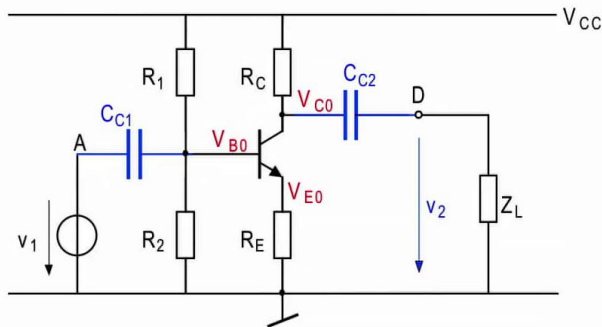 V_CC
R_1
R_C
C_C2
C_C1
V_C0
D
A
V_B0
V_E0
v_1
R_2
R_E
v_2
Z_L